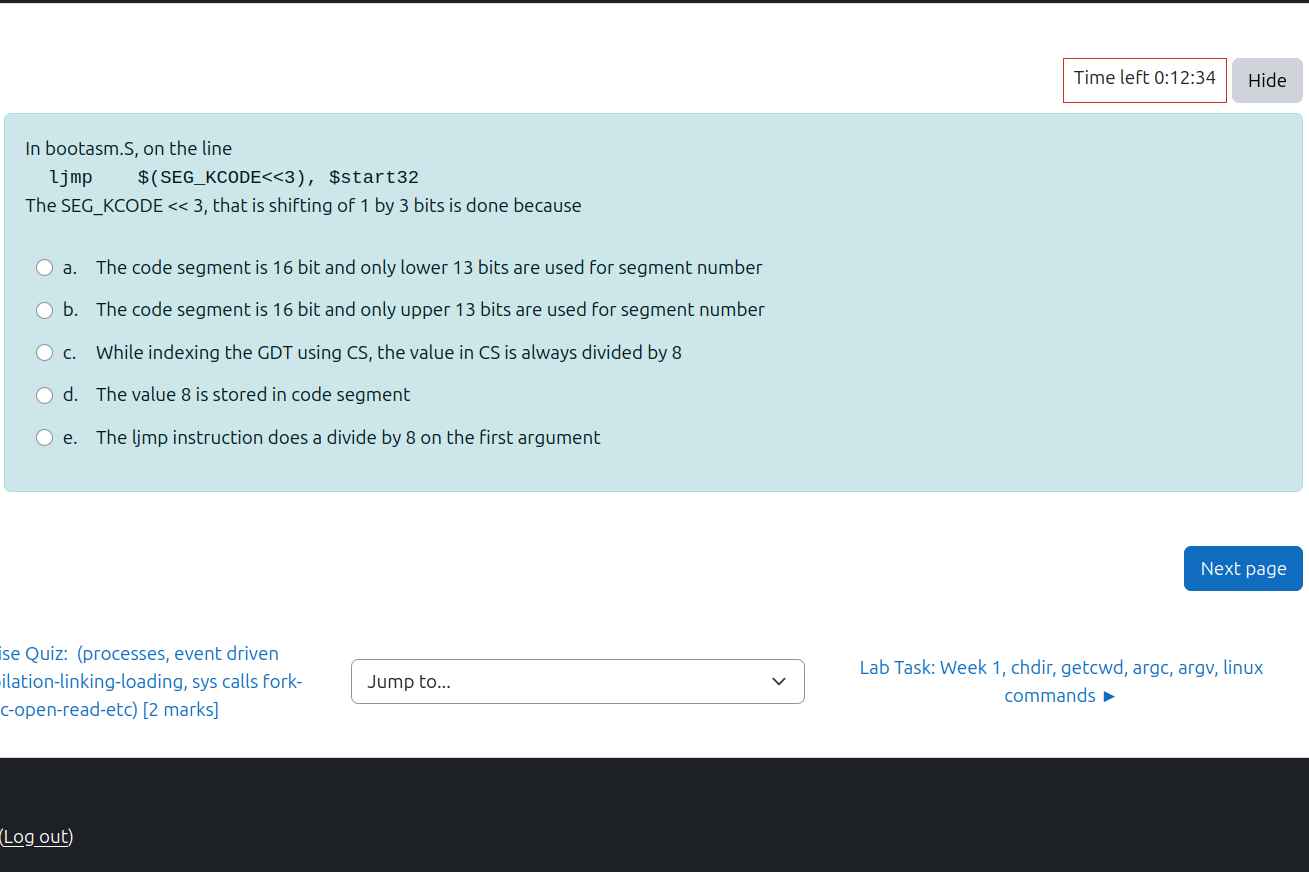 Time left 0:12:34
Hide
In bootasm.S, on the line
ljmp    $(SEG_KCODE<<3), $start32
The SEG_KCODE << 3, that is shifting of 1 by 3 bits is done because
a. The code segment is 16 bit and only lower 13 bits are used for segment number
b. The code segment is 16 bit and only upper 13 bits are used for segment number
c. While indexing the GDT using CS, the value in CS is always divided by 8
d. The value 8 is stored in code segment
e. The ljmp instruction does a divide by 8 on the first argument
Next page
ise Quiz:  (processes, event driven
ilation-linking-loading, sys calls fork-
c-open-read-etc) [2 marks]
Jump to...
Lab Task: Week 1, chdir, getcwd, argc, argv, linux
commands ►
(Log out)